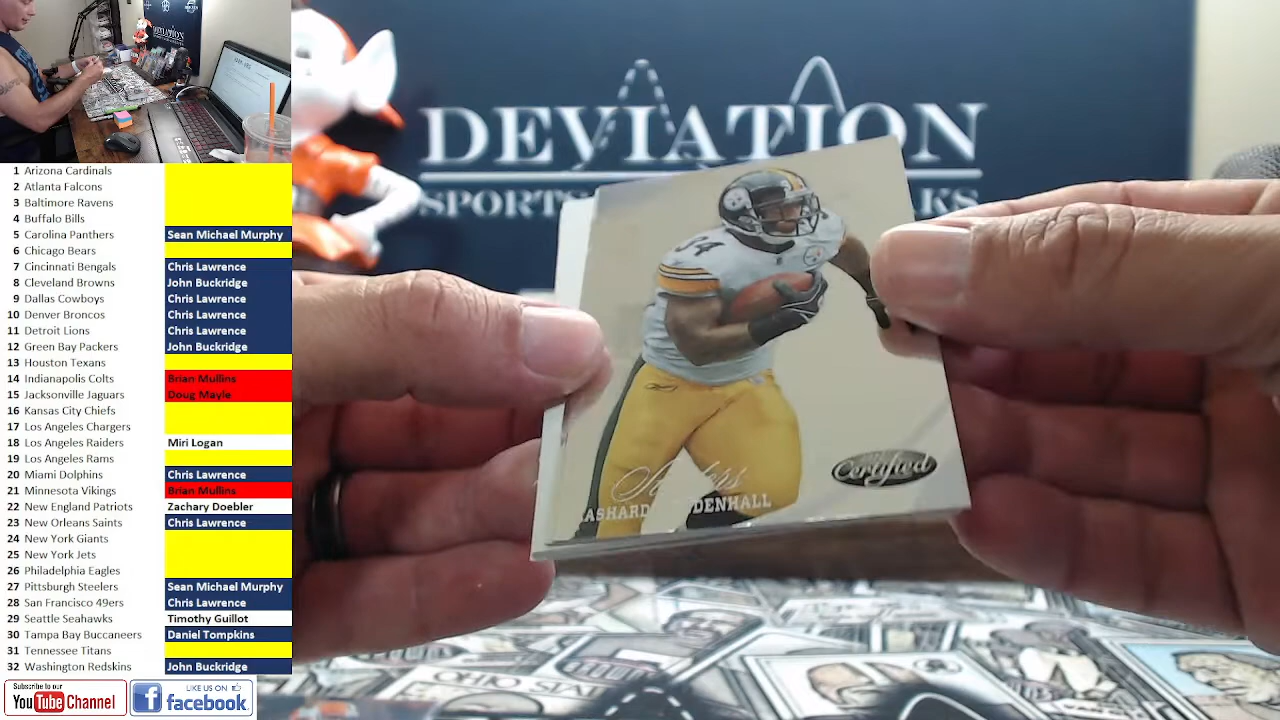 DEVIATION
SPORTS
34
Steelers
RASHARD MENDENHALL
Certified
1 Arizona Cardinals
2 Atlanta Falcons
3 Baltimore Ravens
4 Buffalo Bills
5 Carolina Panthers Sean Michael Murphy
6 Chicago Bears
7 Cincinnati Bengals Chris Lawrence
8 Cleveland Browns John Buckridge
9 Dallas Cowboys Chris Lawrence
10 Denver Broncos Chris Lawrence
11 Detroit Lions Chris Lawrence
12 Green Bay Packers John Buckridge
13 Houston Texans
14 Indianapolis Colts Brian Mullins
15 Jacksonville Jaguars Doug Mayle
16 Kansas City Chiefs
17 Los Angeles Chargers
18 Los Angeles Raiders Miri Logan
19 Los Angeles Rams
20 Miami Dolphins Chris Lawrence
21 Minnesota Vikings Brian Mullins
22 New England Patriots Zachary Doebler
23 New Orleans Saints Chris Lawrence
24 New York Giants
25 New York Jets
26 Philadelphia Eagles
27 Pittsburgh Steelers Sean Michael Murphy
28 San Francisco 49ers Chris Lawrence
29 Seattle Seahawks Timothy Guillot
30 Tampa Bay Buccaneers Daniel Tompkins
31 Tennessee Titans
32 Washington Redskins John Buckridge
Subscribe to our
YouTube Channel
LIKE US ON
facebook.